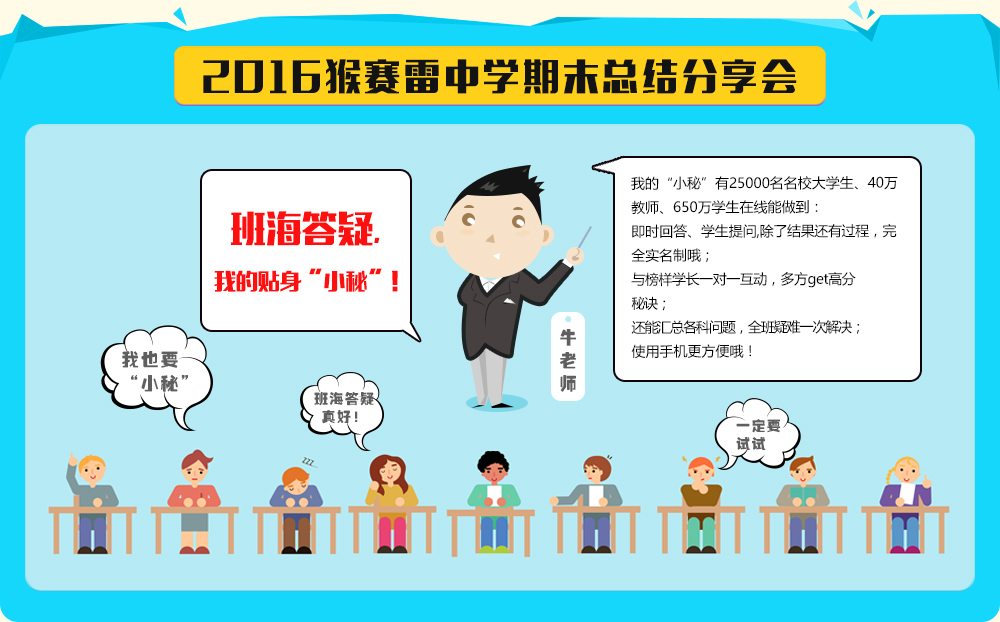 2016猴赛雷中学期末总结分享会
班海答疑,
我的贴身“小秘”！
我的“小秘”有25000名名校大学生、40万
教师、650万学生在线能做到：
即时回答、学生提问,除了结果还有过程，完
全实名制哦；
与榜样学长一对一互动，多方get高分
秘诀；
还能汇总各科问题，全班疑难一次解决；
使用手机更方便哦！
牛老师
我也要
“小秘”
班海答疑
真好！
一定要
试试
zzz